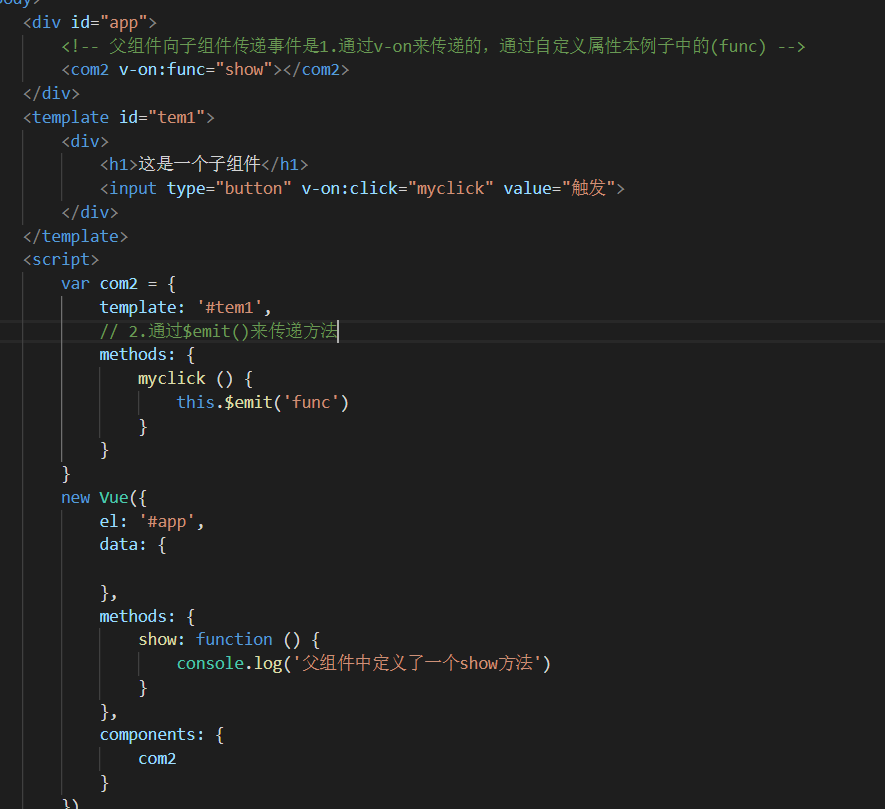 body>
<div id="app">
<!-- 父组件向子组件传递事件是1.通过v-on来传递的，通过自定义属性本例子中的(func) -->
<com2 v-on:func="show"></com2>
</div>
<template id="tem1">
<div>
<h1>这是一个子组件</h1>
<input type="button" v-on:click="myclick" value="触发">
</div>
</template>
<script>
var com2 = {
template: '#tem1',
// 2.通过$emit()来传递方法
methods: {
myclick () {
this.$emit('func')
}
}
}
new Vue({
el: '#app',
data: {
},
methods: {
show: function () {
console.log('父组件中定义了一个show方法')
}
},
components: {
com2
}
})